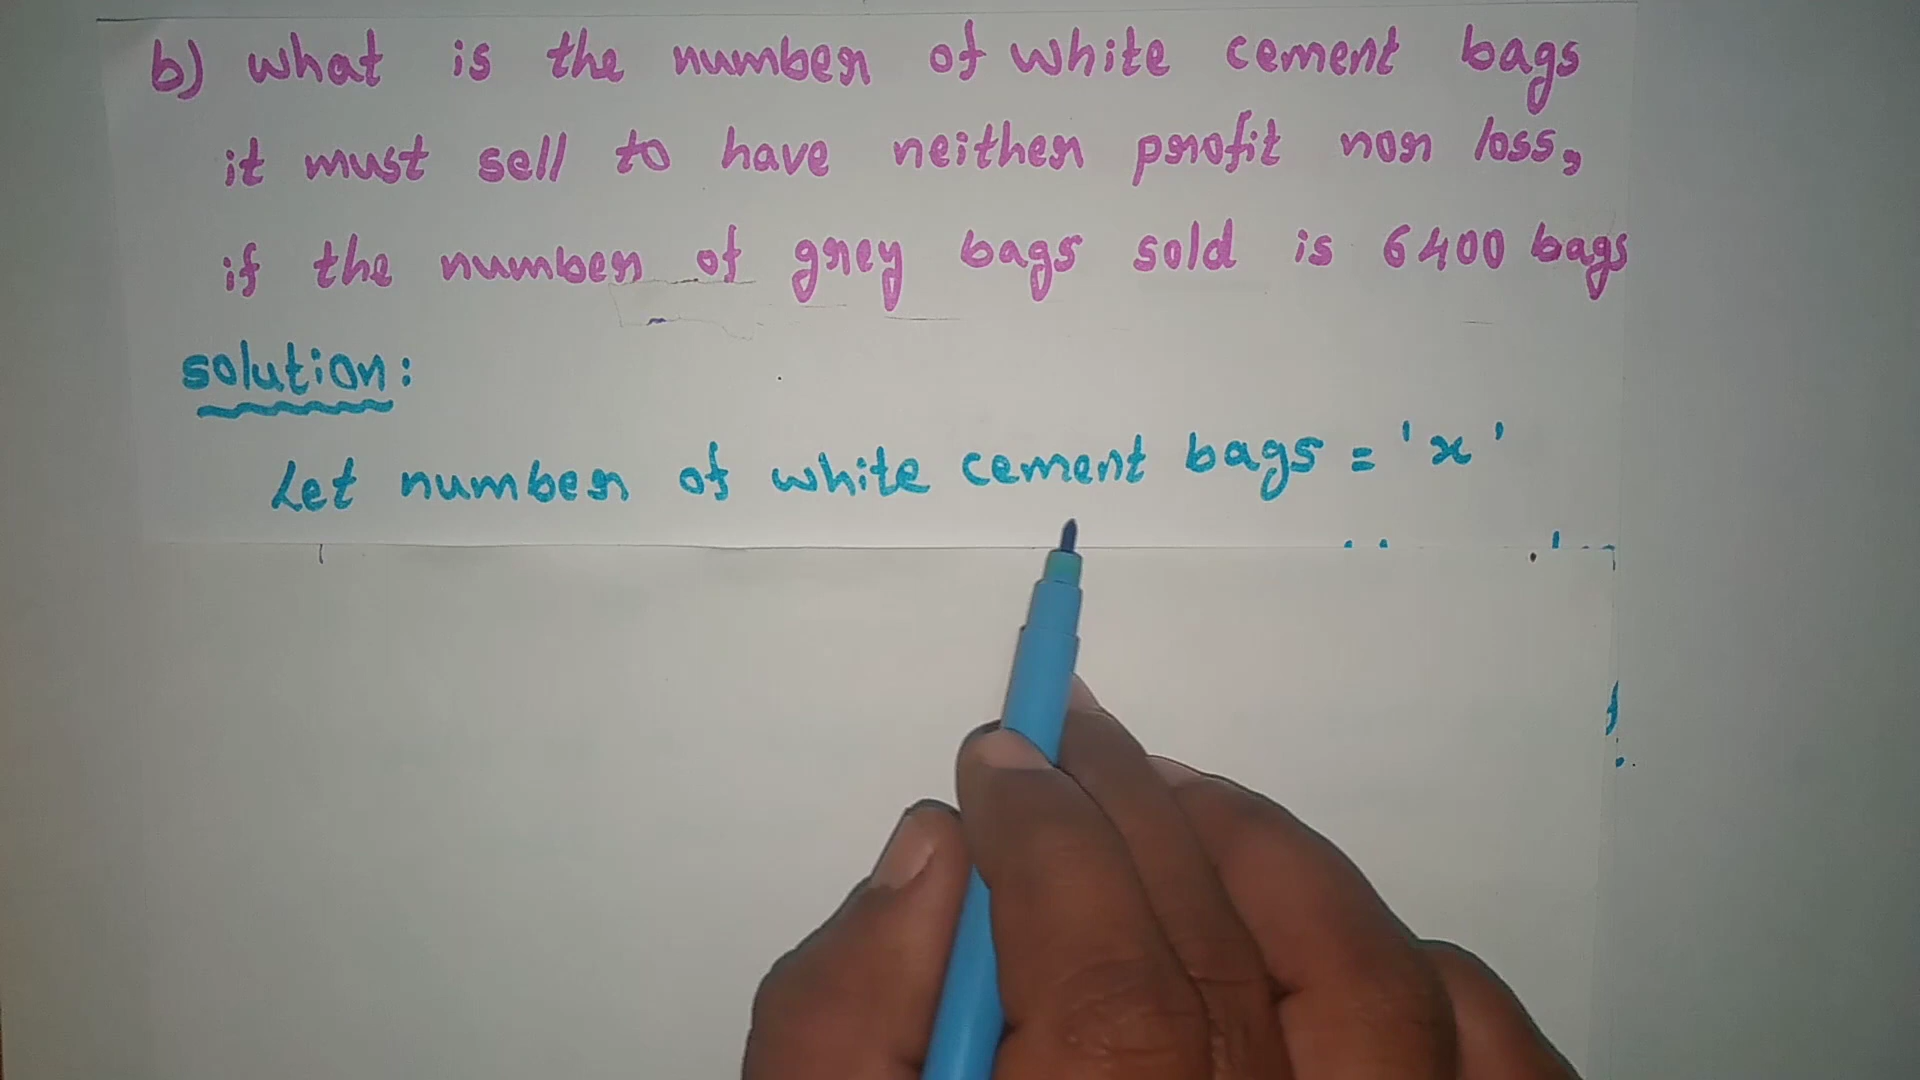 b) what is the number of white cement bags
it must sell to have neither profit nor loss,
if the number of grey bags sold is 6400 bags
solution:
Let number of white cement bags = 'x'